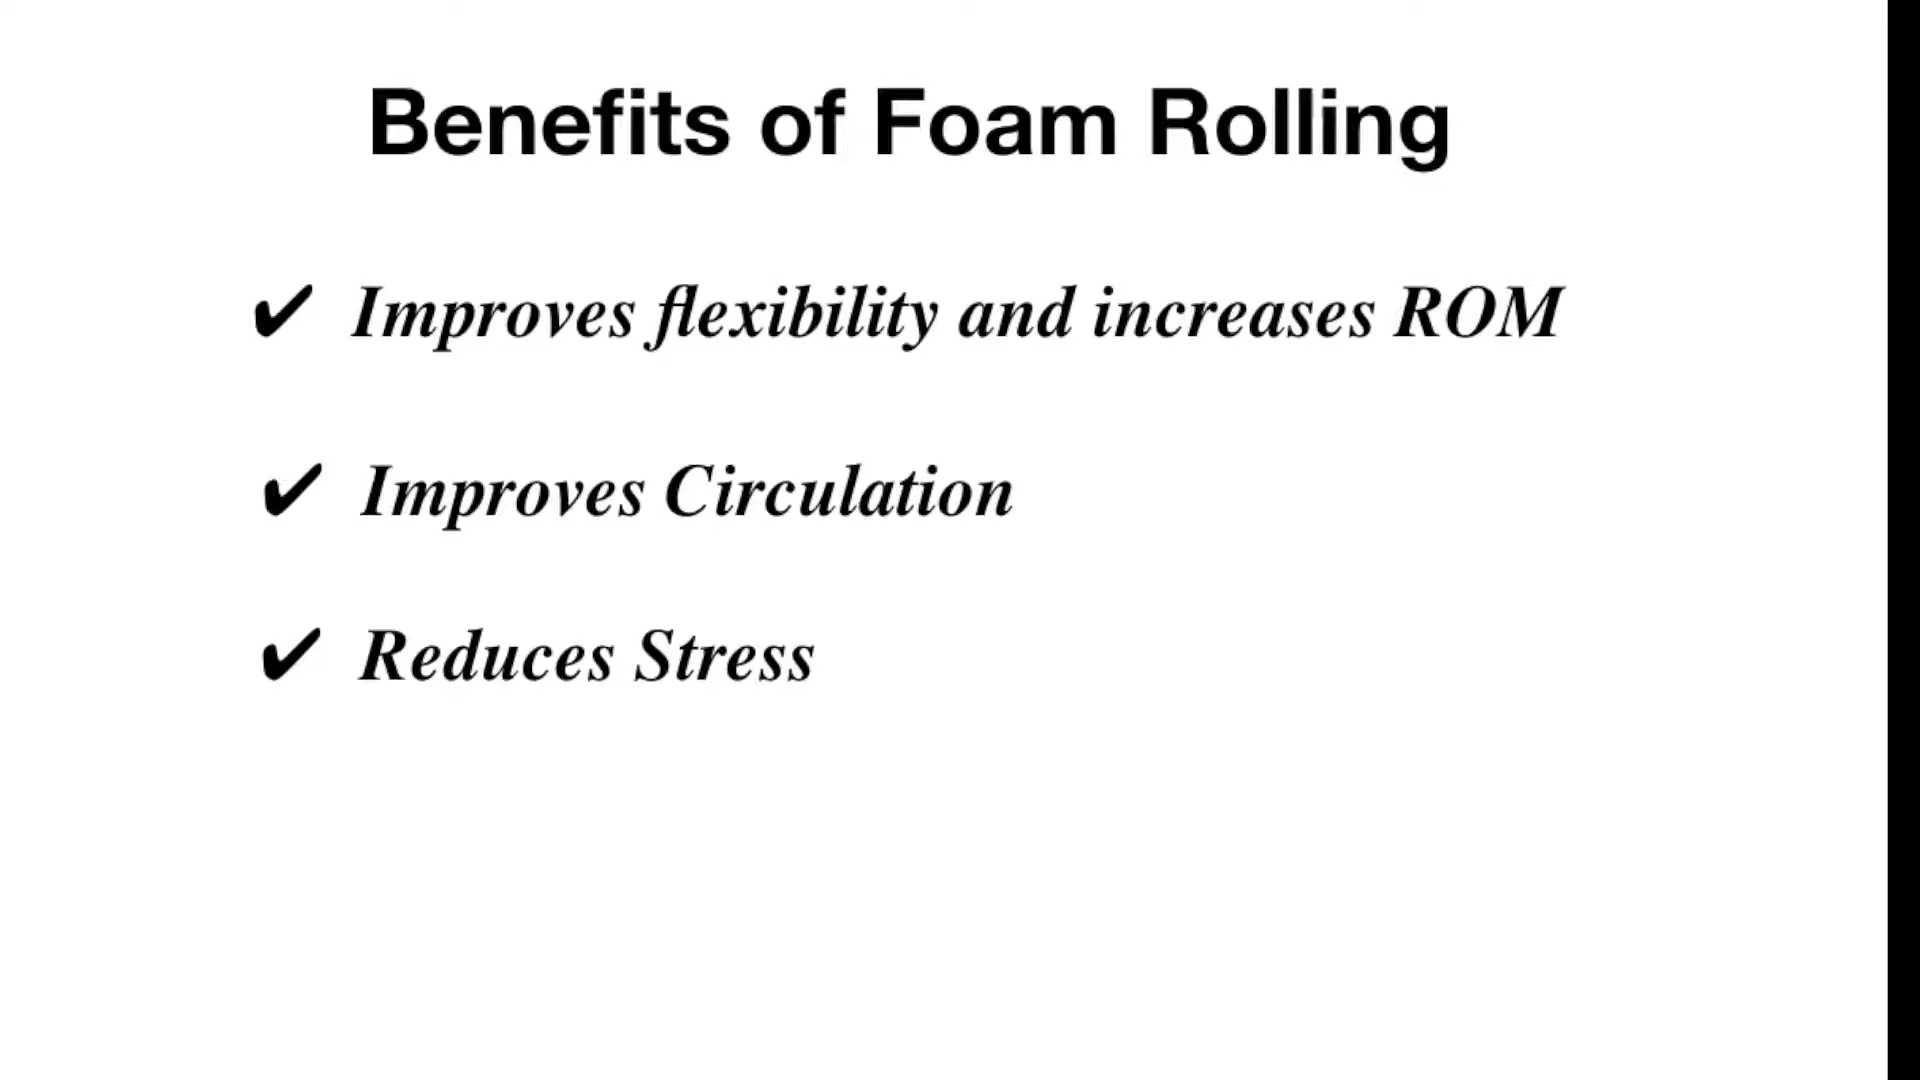 Benefits of Foam Rolling
✔ Improves flexibility and increases ROM
✔ Improves Circulation
✔ Reduces Stress